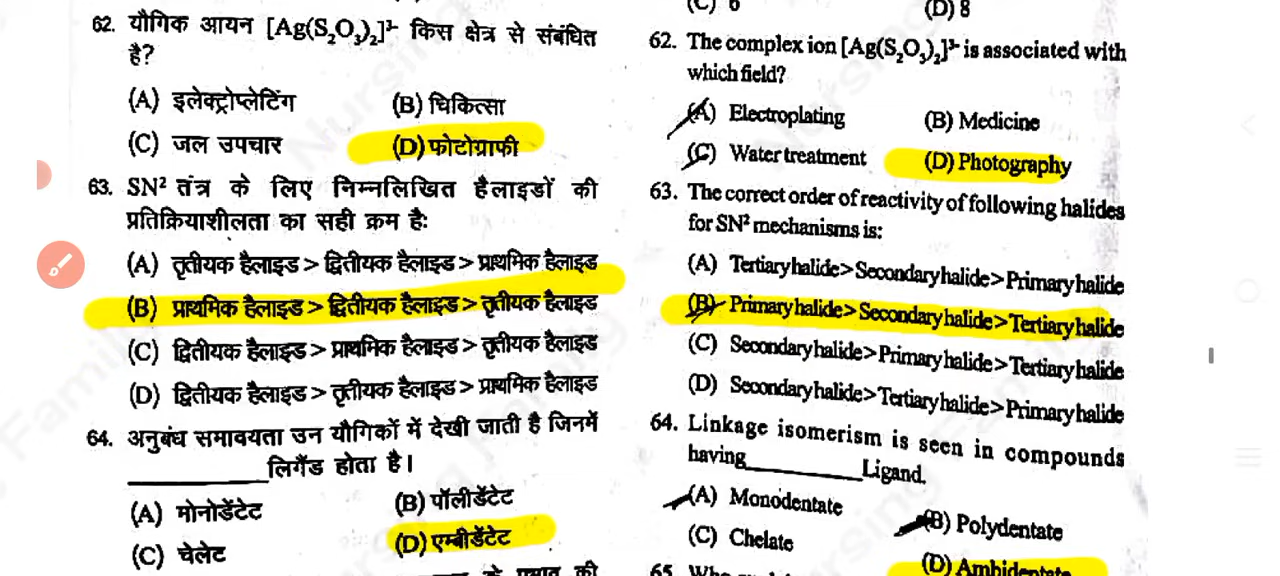 62. यौगिक आयन [Ag(S₂O₃)₂]³⁻ किस क्षेत्र से संबंधित
है?
(A) इलेक्ट्रोप्लेटिंग (B) चिकित्सा
(C) जल उपचार (D) फोटोग्राफी
63. SN² तंत्र के लिए निम्नलिखित हैलाइडों की
प्रतिक्रियाशीलता का सही क्रम है:
(A) तृतीयक हैलाइड > द्वितीयक हैलाइड > प्राथमिक हैलाइड
(B) प्राथमिक हैलाइड > द्वितीयक हैलाइड > तृतीयक हैलाइड
(C) द्वितीयक हैलाइड > प्राथमिक हैलाइड > तृतीयक हैलाइड
(D) द्वितीयक हैलाइड > तृतीयक हैलाइड > प्राथमिक हैलाइड
64. अनुबंध समावयता उन यौगिकों में देखी जाती है जिनमें
__________ लिगैंड होता है।
(A) मोनोडेंटेट (B) पॉलीडेंटेट
(C) चेलेट (D) एम्बीडेंटेट
(C) 6 (D) 8
62. The complex ion [Ag(S₂O₃)₂]³⁻ is associated with
which field?
(A) Electroplating (B) Medicine
(C) Water treatment (D) Photography
63. The correct order of reactivity of following halides
for SN² mechanisms is:
(A) Tertiary halide > Secondary halide > Primary halide
(B) Primary halide > Secondary halide > Tertiary halide
(C) Secondary halide > Primary halide > Tertiary halide
(D) Secondary halide > Tertiary halide > Primary halide
64. Linkage isomerism is seen in compounds
having __________ Ligand.
(A) Monodentate (B) Polydentate
(C) Chelate (D) Ambidentate
65.